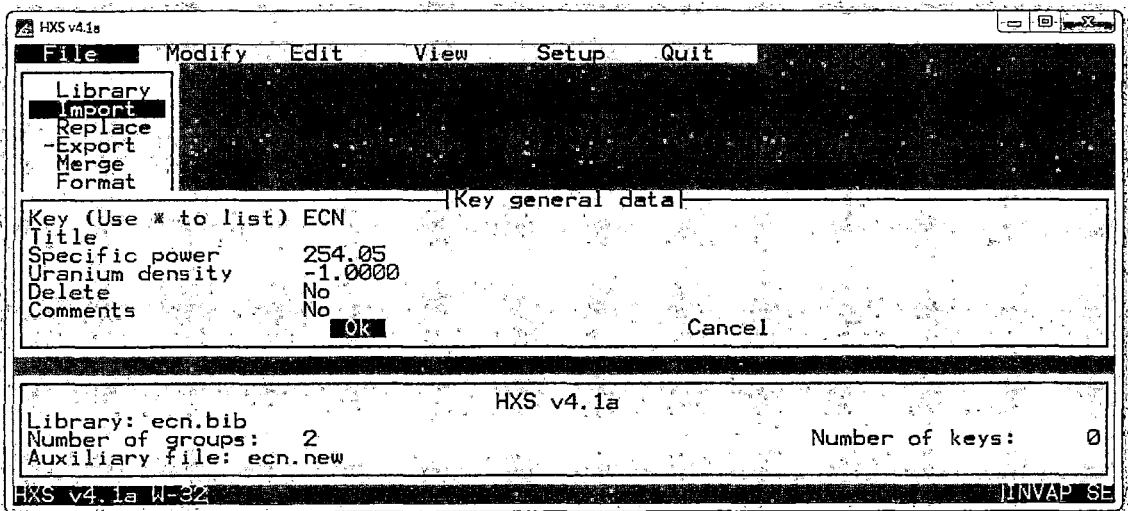 HXS v4.1a
File Modify Edit View Setup Quit
Library
Import
Replace
-Export
Merge
Format
Key general data
Key (Use * to list) ECN
Title
Specific power 254.05
Uranium density -1.0000
Delete No
Comments No
Ok Cancel
HXS v4.1a
Library: ecn.bib
Number of groups: 2 Number of keys: 0
Auxiliary file: ecn.new
HXS v4.1a W-32 INVAP SE